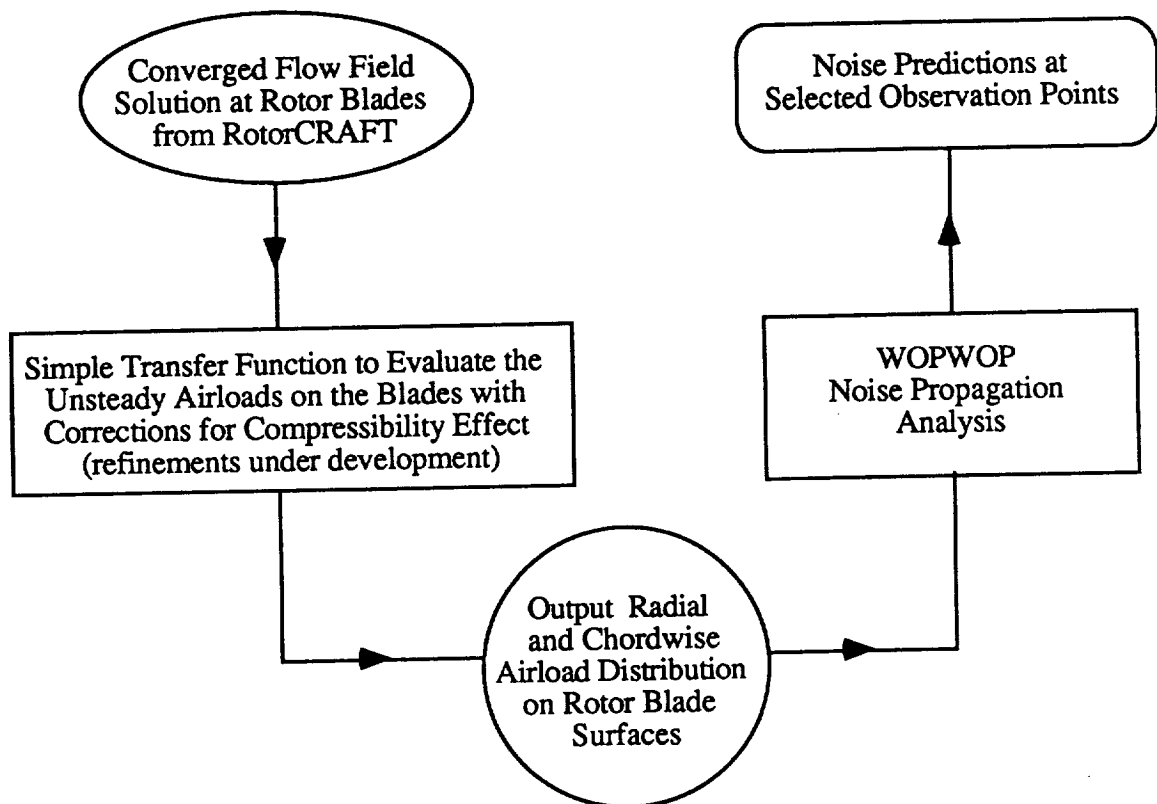 Converged Flow Field
Solution at Rotor Blades
from RotorCRAFT
Simple Transfer Function to Evaluate the
Unsteady Airloads on the Blades with
Corrections for Compressibility Effect
(refinements under development)
Output Radial
and Chordwise
Airload Distribution
on Rotor Blade
Surfaces
WOPWOP
Noise Propagation
Analysis
Noise Predictions at
Selected Observation Points